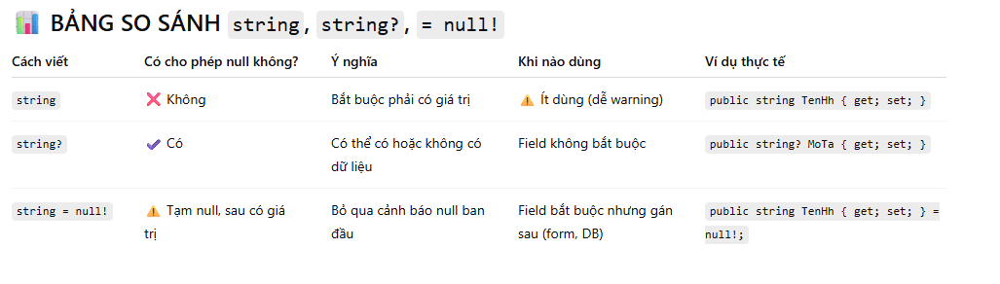 📊 BẢNG SO SÁNH string, string?, = null!
Cách viết Có cho phép null không? Ý nghĩa Khi nào dùng Ví dụ thực tế
string ❌ Không Bắt buộc phải có giá trị ⚠️ Ít dùng (dễ warning) public string TenHh { get; set; }
string? ✔️ Có Có thể có hoặc không có Field không bắt buộc public string? MoTa { get; set; }
dữ liệu
string = null! ⚠️ Tạm null, sau có giá Bỏ qua cảnh báo null ban Field bắt buộc nhưng gán public string TenHh { get; set; } =
trị đầu sau (form, DB) null!;